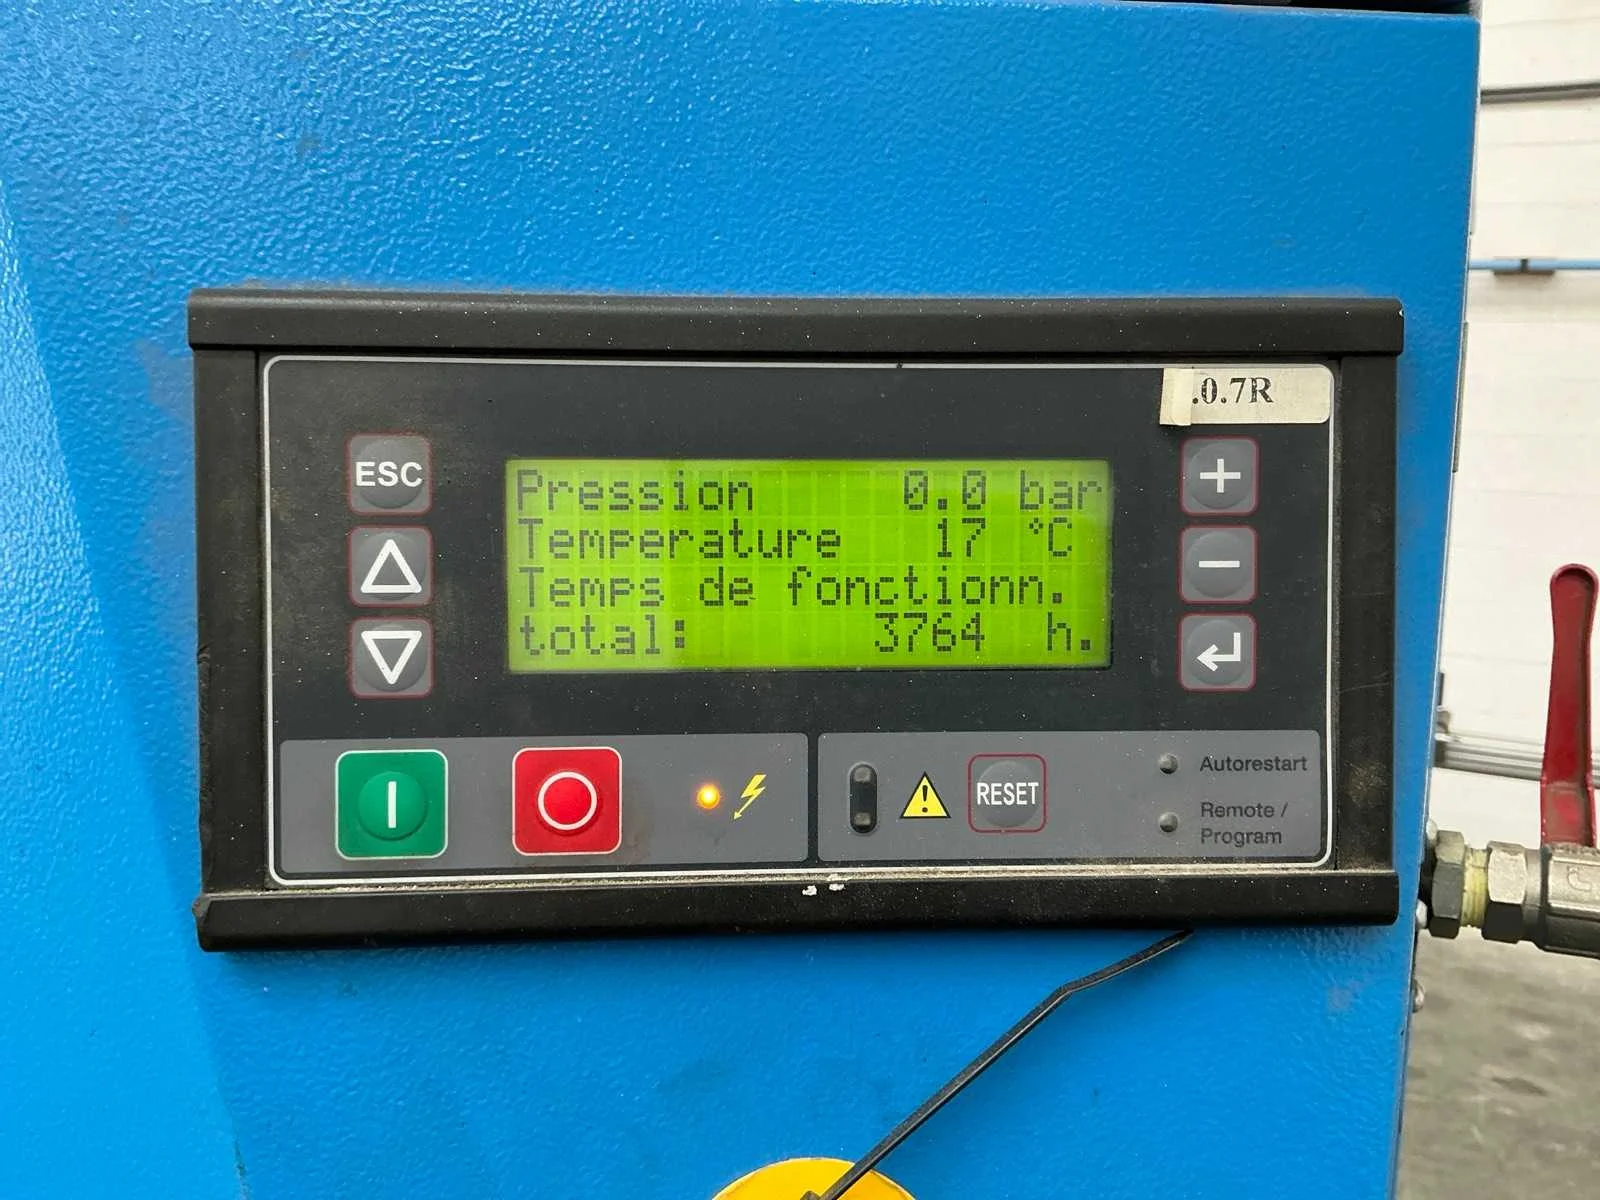 .0.7R
ESC
+
Pression 0.0 bar
Temperature 17 °C
Temps de fonctionn.
total: 3764 h.
−
RESET
Autorestart
Remote /
Program